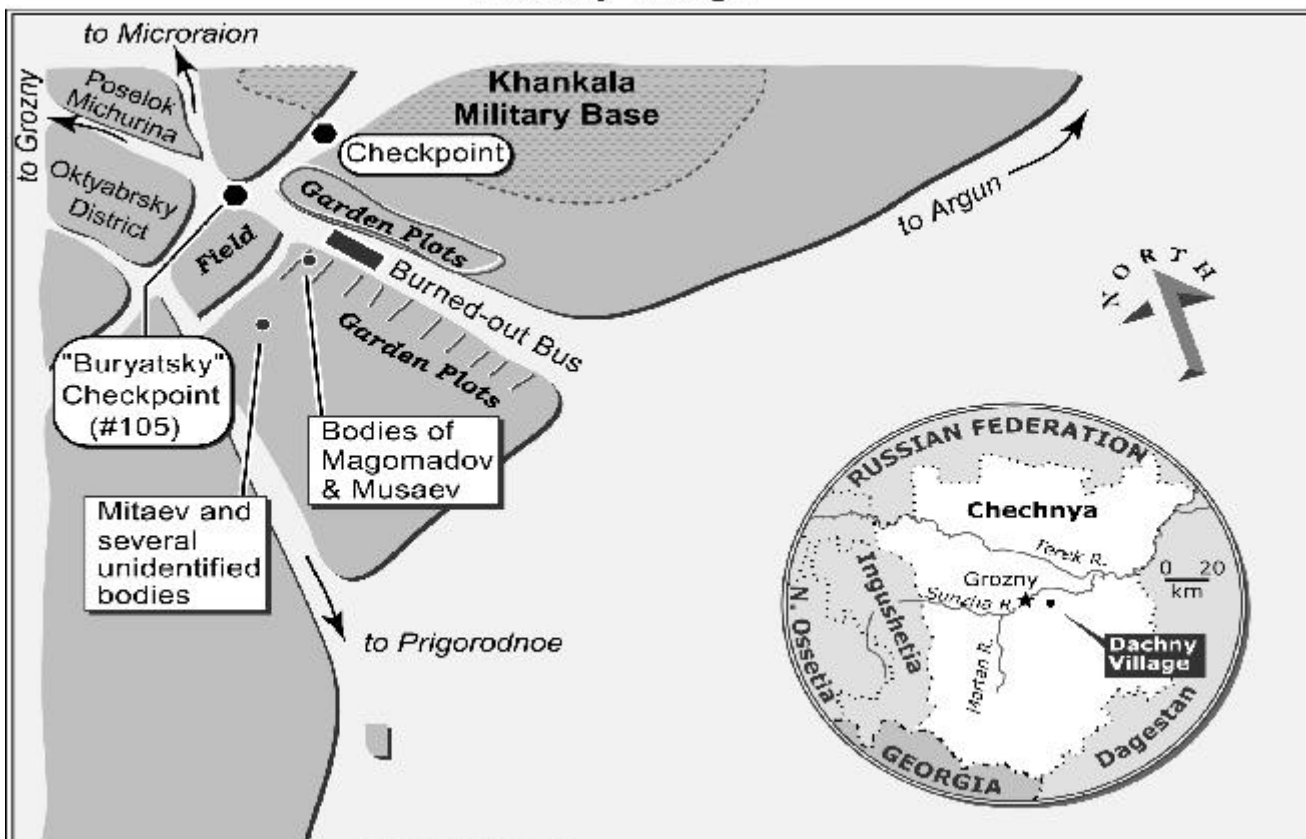 to Microraion
to Grozny
Poselok
Michurina
Khankala
Military Base
Checkpoint
Oktyabrsky
District
Garden Plots
to Argun
Field
NORTH
Burned-out Bus
Garden Plots
"Buryatsky"
Checkpoint
(#105)
Bodies of
Magomadov
& Musaev
Mitaev and
several
unidentified
bodies
to Prigorodnoe
RUSSIAN FEDERATION
Chechnya
Terek R.
Grozny
0 20
km
Sunzha R.
N. Ossetia
Ingushetia
Dachny
Village
Martan R.
Dagestan
GEORGIA